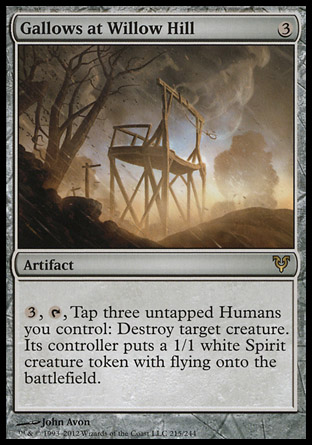 Gallows at Willow Hill 3
Artifact
3, , Tap three untapped Humans
you control: Destroy target creature.
Its controller puts a 1/1 white Spirit
creature token with flying onto the
battlefield.
John Avon
™ & © 1993–2012 Wizards of the Coast LLC 215/244